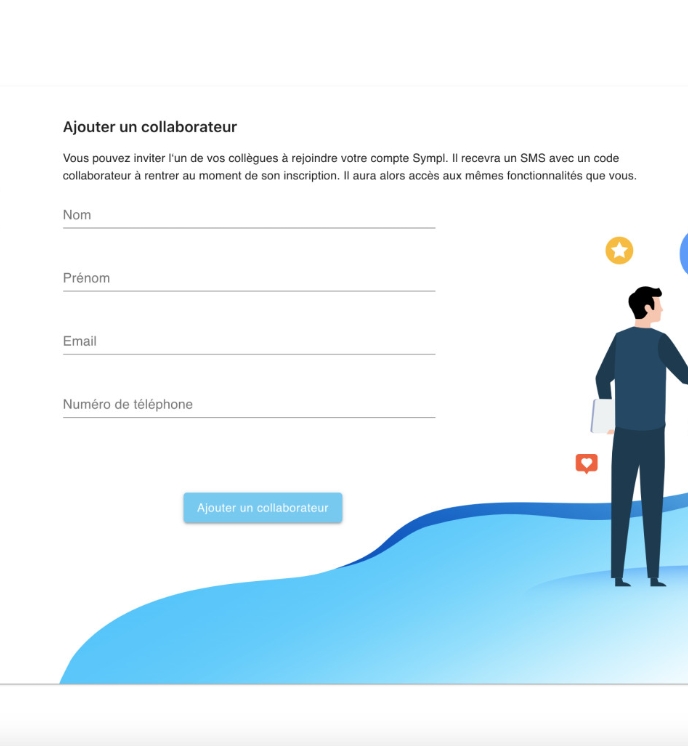 Ajouter un collaborateur
Vous pouvez inviter l'un de vos collègues à rejoindre votre compte Sympl. Il recevra un SMS avec un code
collaborateur à rentrer au moment de son inscription. Il aura alors accès aux mêmes fonctionnalités que vous.
Nom
Prénom
Email
Numéro de téléphone
Ajouter un collaborateur